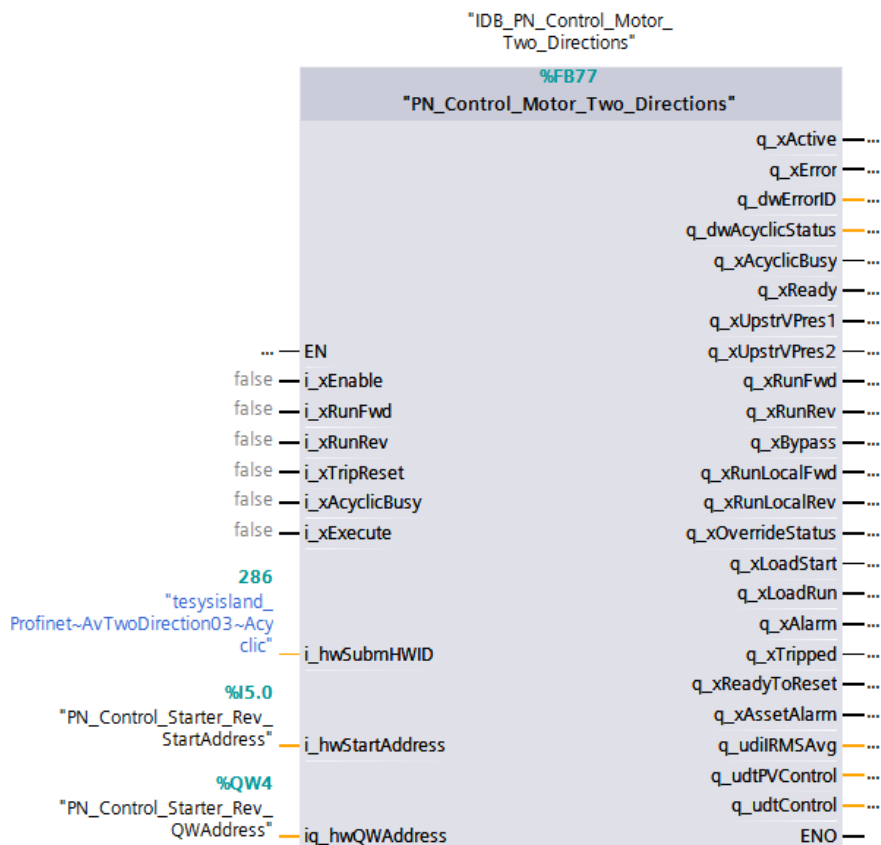 "IDB_PN_Control_Motor_
Two_Directions"
%FB77
"PN_Control_Motor_Two_Directions"
q_xActive ...
q_xError ...
q_dwErrorID ...
q_dwAcyclicStatus ...
q_xAcyclicBusy ...
q_xReady ...
q_xUpstrVPres1 ...
... EN q_xUpstrVPres2 ...
false i_xEnable q_xRunFwd ...
false i_xRunFwd q_xRunRev ...
false i_xRunRev q_xBypass ...
false i_xTripReset q_xRunLocalFwd ...
false i_xAcyclicBusy q_xRunLocalRev ...
false i_xExecute q_xOverrideStatus ...
q_xLoadStart ...
286
"tesysisland_
q_xLoadRun ...
Profinet~AvTwoDirection03~Acy
q_xAlarm ...
clic"
i_hwSubmHWID q_xTripped ...
q_xReadyToReset ...
%I5.0
"PN_Control_Starter_Rev_
q_xAssetAlarm ...
StartAddress" i_hwStartAddress q_udiIRMSAvg ...
q_udtPVControl ...
%QW4
"PN_Control_Starter_Rev_
q_udtControl ...
QWAddress" iq_hwQWAddress ENO